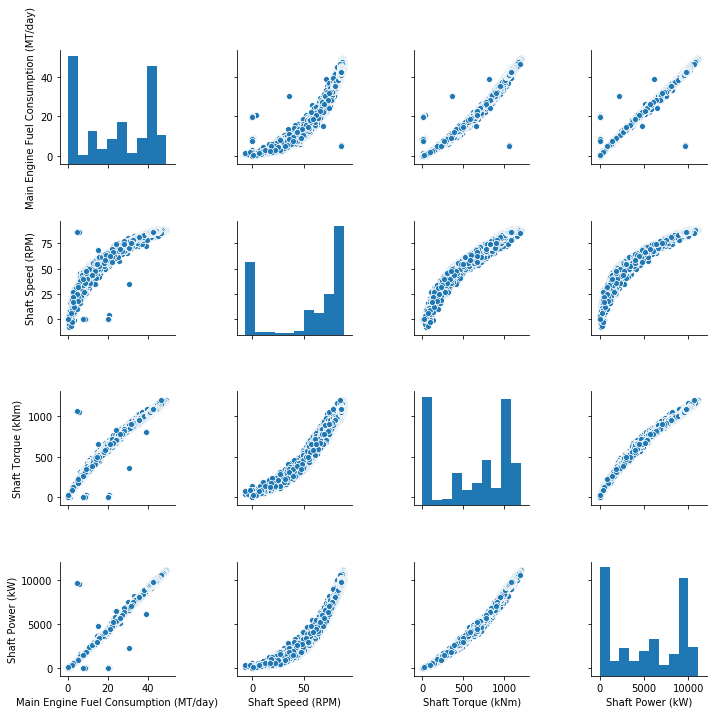 Main Engine Fuel Consumption (MT/day)
40
20
0
Shaft Speed (RPM)
75
50
25
0
Shaft Torque (kNm)
1000
500
0
Shaft Power (kW)
10000
5000
0
0 20 40
0 50
0 500 1000
0 5000 10000
Main Engine Fuel Consumption (MT/day)
Shaft Speed (RPM)
Shaft Torque (kNm)
Shaft Power (kW)